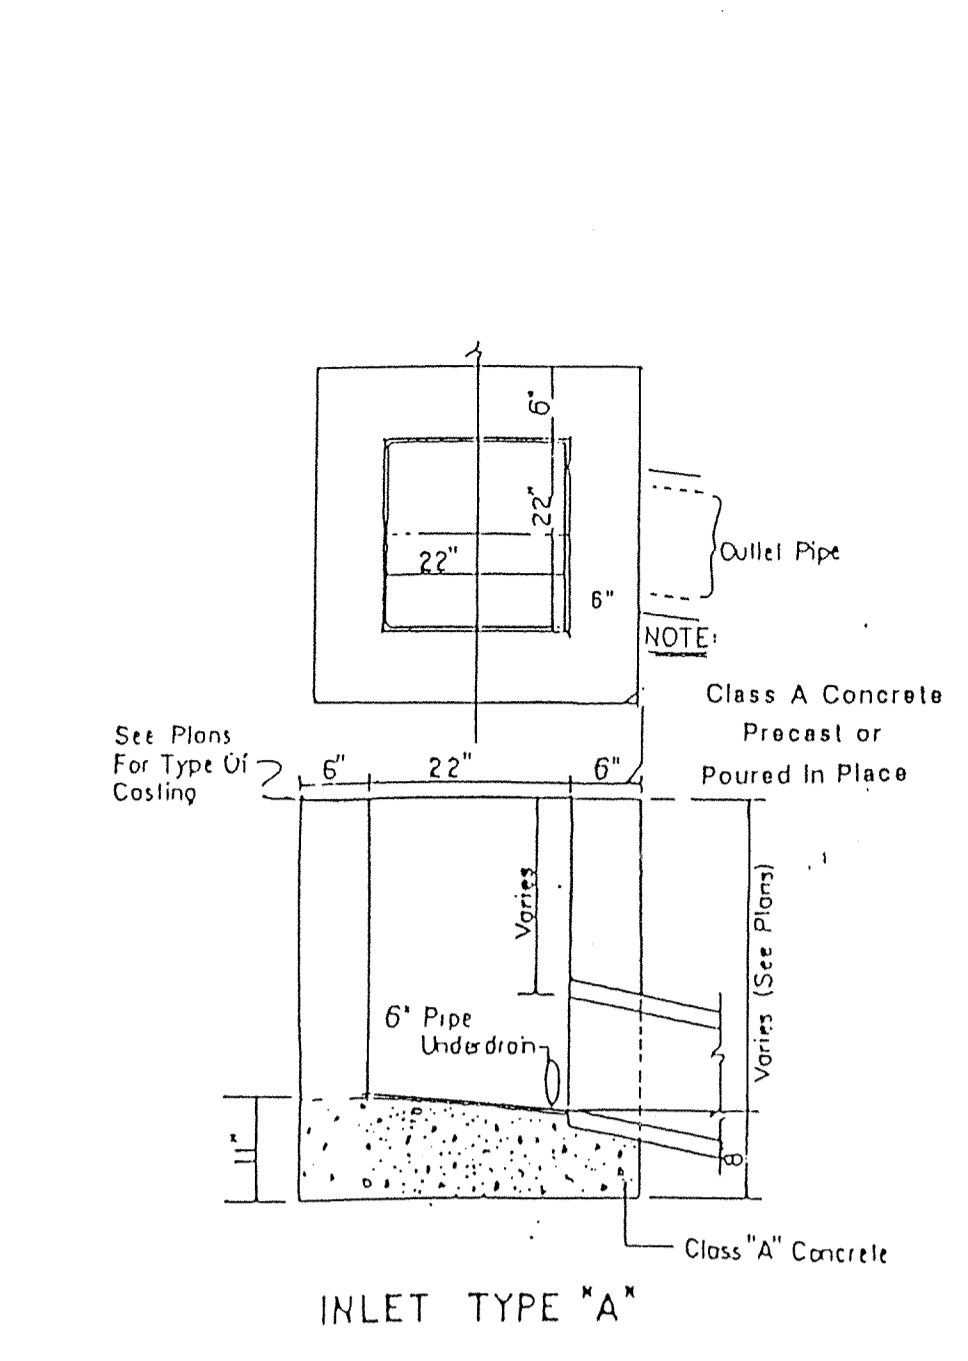 6"
22"
22"
6"
Outlet Pipe
NOTE:
Class A Concrete
Precast or
Poured In Place
See Plans
For Type Of
Casting
6"
22"
6"
Varies
Varies (See Plans)
6" Pipe
Underdrain
11"
8
Class "A" Concrete
INLET TYPE "A"